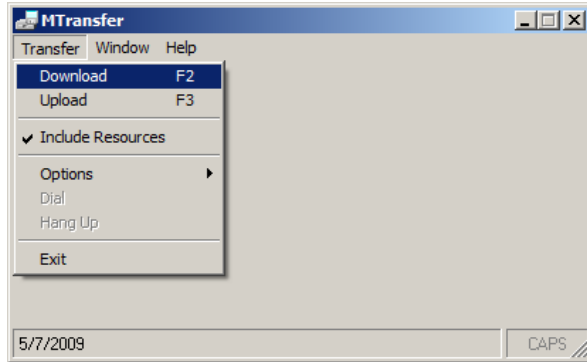 MTransfer
Transfer Window Help
Download F2
Upload F3
Include Resources
Options
Dial
Hang Up
Exit
5/7/2009 CAPS